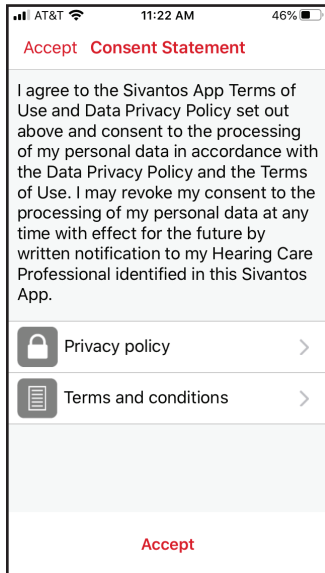 AT&T 11:22 AM 46%
Accept Consent Statement
I agree to the Sivantos App Terms of
Use and Data Privacy Policy set out
above and consent to the processing
of my personal data in accordance with
the Data Privacy Policy and the Terms
of Use. I may revoke my consent to the
processing of my personal data at any
time with effect for the future by
written notification to my Hearing Care
Professional identified in this Sivantos
App.
Privacy policy
Terms and conditions
Accept